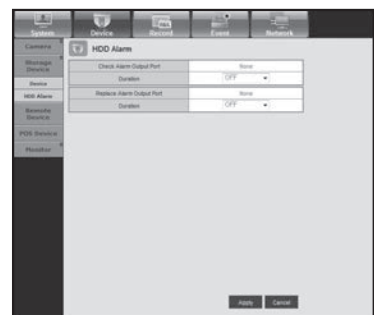 System Device Record Event Network
Camera
Storage
Device
Device
HDD Alarm
Remote
Device
POS Device
Monitor
HDD Alarm
Check Alarm Output Port None
Duration OFF
Replace Alarm Output Port None
Duration OFF
Apply Cancel